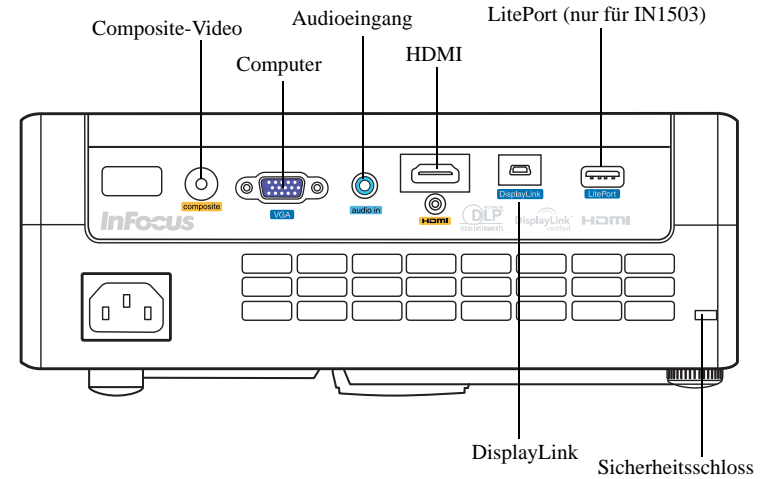 Composite-Video
Audioeingang
LitePort (nur für IN1503)
Computer
HDMI
composite
VGA
audio in
HDMI
DisplayLink
LitePort
InFocus
DLP
TEXAS INSTRUMENTS
DisplayLink
certified
HDMI
DisplayLink
Sicherheitsschloss